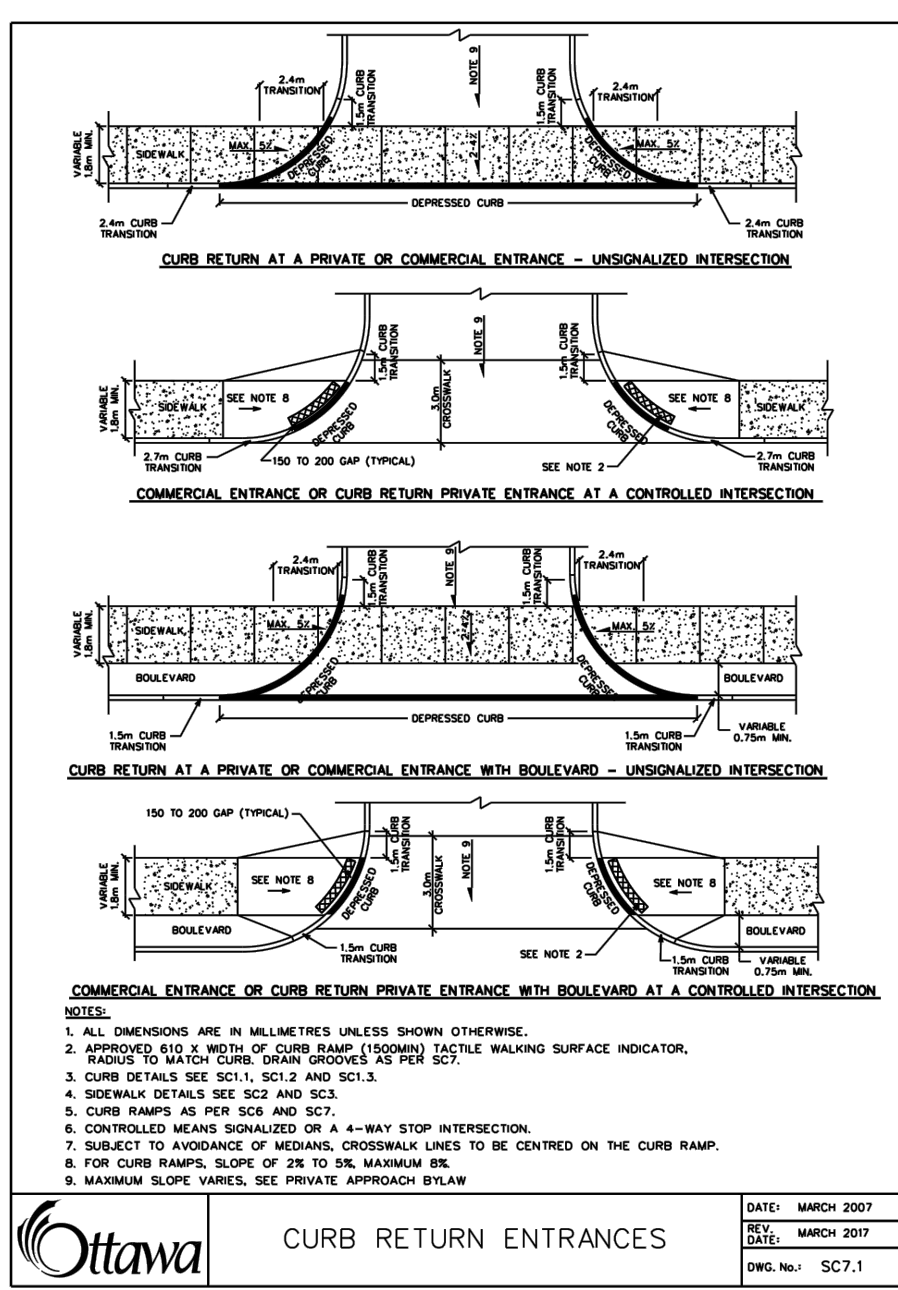 NOTE 9
2.4m
TRANSITION
1.5m CURB
TRANSITION
2.4m
TRANSITION
VARIABLE
1.8m MIN.
SIDEWALK
MAX. 5%
DEPRESSED
CURB
2-4%
DEPRESSED
CURB
MAX. 5%
DEPRESSED CURB
2.4m CURB
TRANSITION
2.4m CURB
TRANSITION
CURB RETURN AT A PRIVATE OR COMMERCIAL ENTRANCE - UNSIGNALIZED INTERSECTION
NOTE 9
1.5m CURB
TRANSITION
1.5m CURB
TRANSITION
3.0m
CROSSWALK
VARIABLE
1.8m MIN.
SIDEWALK
SEE NOTE 8
DEPRESSED
CURB
DEPRESSED
CURB
SEE NOTE 8
SIDEWALK
2.7m CURB
TRANSITION
150 TO 200 GAP (TYPICAL)
SEE NOTE 2
2.7m CURB
TRANSITION
COMMERCIAL ENTRANCE OR CURB RETURN PRIVATE ENTRANCE AT A CONTROLLED INTERSECTION
2.4m
TRANSITION
1.5m CURB
TRANSITION
NOTE 9
1.5m CURB
TRANSITION
2.4m
TRANSITION
VARIABLE
1.8m MIN.
SIDEWALK
MAX. 5%
2-4%
MAX. 5%
BOULEVARD
DEPRESSED
CURB
DEPRESSED
CURB
BOULEVARD
DEPRESSED CURB
1.5m CURB
TRANSITION
1.5m CURB
TRANSITION
VARIABLE
0.75m MIN.
CURB RETURN AT A PRIVATE OR COMMERCIAL ENTRANCE WITH BOULEVARD - UNSIGNALIZED INTERSECTION
150 TO 200 GAP (TYPICAL)
1.5m CURB
TRANSITION
3.0m
CROSSWALK
NOTE 9
1.5m CURB
TRANSITION
VARIABLE
1.8m MIN.
SIDEWALK
SEE NOTE 8
DEPRESSED
CURB
DEPRESSED
CURB
SEE NOTE 8
BOULEVARD
BOULEVARD
1.5m CURB
TRANSITION
SEE NOTE 2
1.5m CURB
TRANSITION
VARIABLE
0.75m MIN.
COMMERCIAL ENTRANCE OR CURB RETURN PRIVATE ENTRANCE WITH BOULEVARD AT A CONTROLLED INTERSECTION
NOTES:
1. ALL DIMENSIONS ARE IN MILLIMETRES UNLESS SHOWN OTHERWISE.
2. APPROVED 610 X WIDTH OF CURB RAMP (1500MIN) TACTILE WALKING SURFACE INDICATOR,
RADIUS TO MATCH CURB. DRAIN GROOVES AS PER SC7.
3. CURB DETAILS SEE SC1.1, SC1.2 AND SC1.3.
4. SIDEWALK DETAILS SEE SC2 AND SC3.
5. CURB RAMPS AS PER SC6 AND SC7.
6. CONTROLLED MEANS SIGNALIZED OR A 4-WAY STOP INTERSECTION.
7. SUBJECT TO AVOIDANCE OF MEDIANS, CROSSWALK LINES TO BE CENTRED ON THE CURB RAMP.
8. FOR CURB RAMPS, SLOPE OF 2% TO 5%, MAXIMUM 8%.
9. MAXIMUM SLOPE VARIES, SEE PRIVATE APPROACH BYLAW
Ottawa
CURB RETURN ENTRANCES
DATE: MARCH 2007
REV. DATE: MARCH 2017
DWG. No.: SC7.1